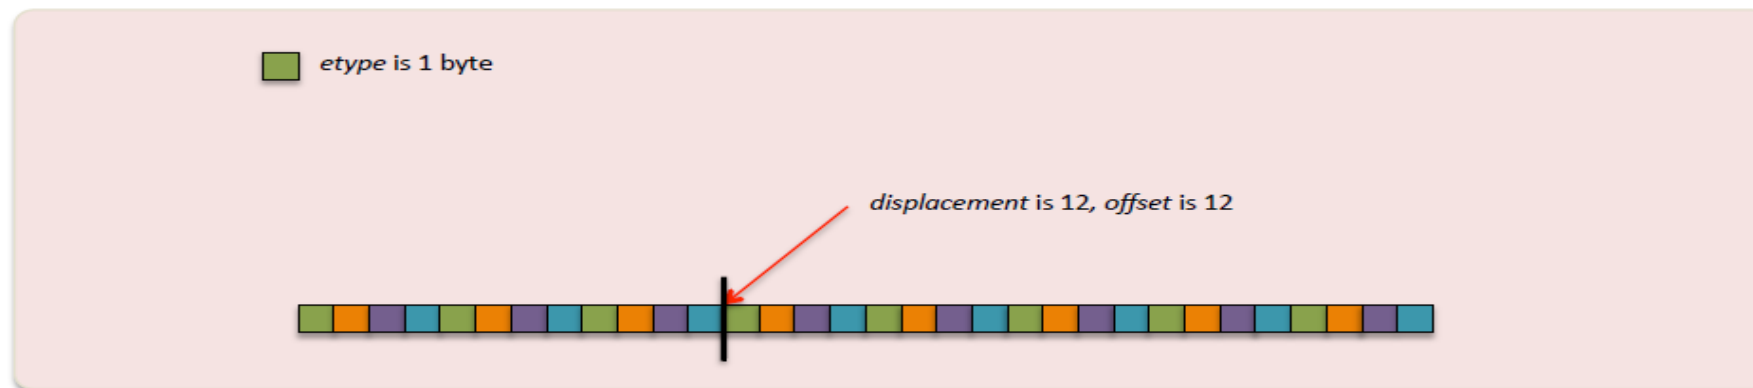 etype is 1 byte
displacement is 12, offset is 12